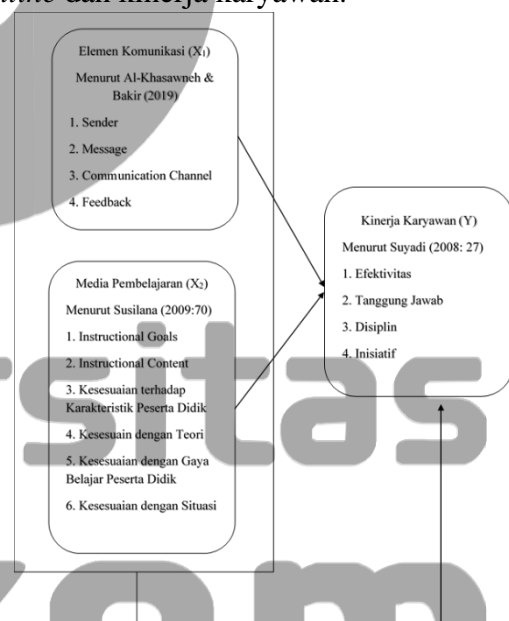 dan kinerja karyawan.
Elemen Komunikasi (X₁)
Menurut Al-Khasawneh &
Bakir (2019)
1. Sender
2. Message
3. Communication Channel
4. Feedback
Kinerja Karyawan (Y)
Menurut Suyadi (2008: 27)
1. Efektivitas
2. Tanggung Jawab
3. Disiplin
4. Inisiatif
Media Pembelajaran (X₂)
Menurut Susilana (2009:70)
1. Instructional Goals
2. Instructional Content
3. Kesesuaian terhadap
Karakteristik Peserta Didik
4. Kesesuain dengan Teori
5. Kesesuaian dengan Gaya
Belajar Peserta Didik
6. Kesesuaian dengan Situasi
sitas